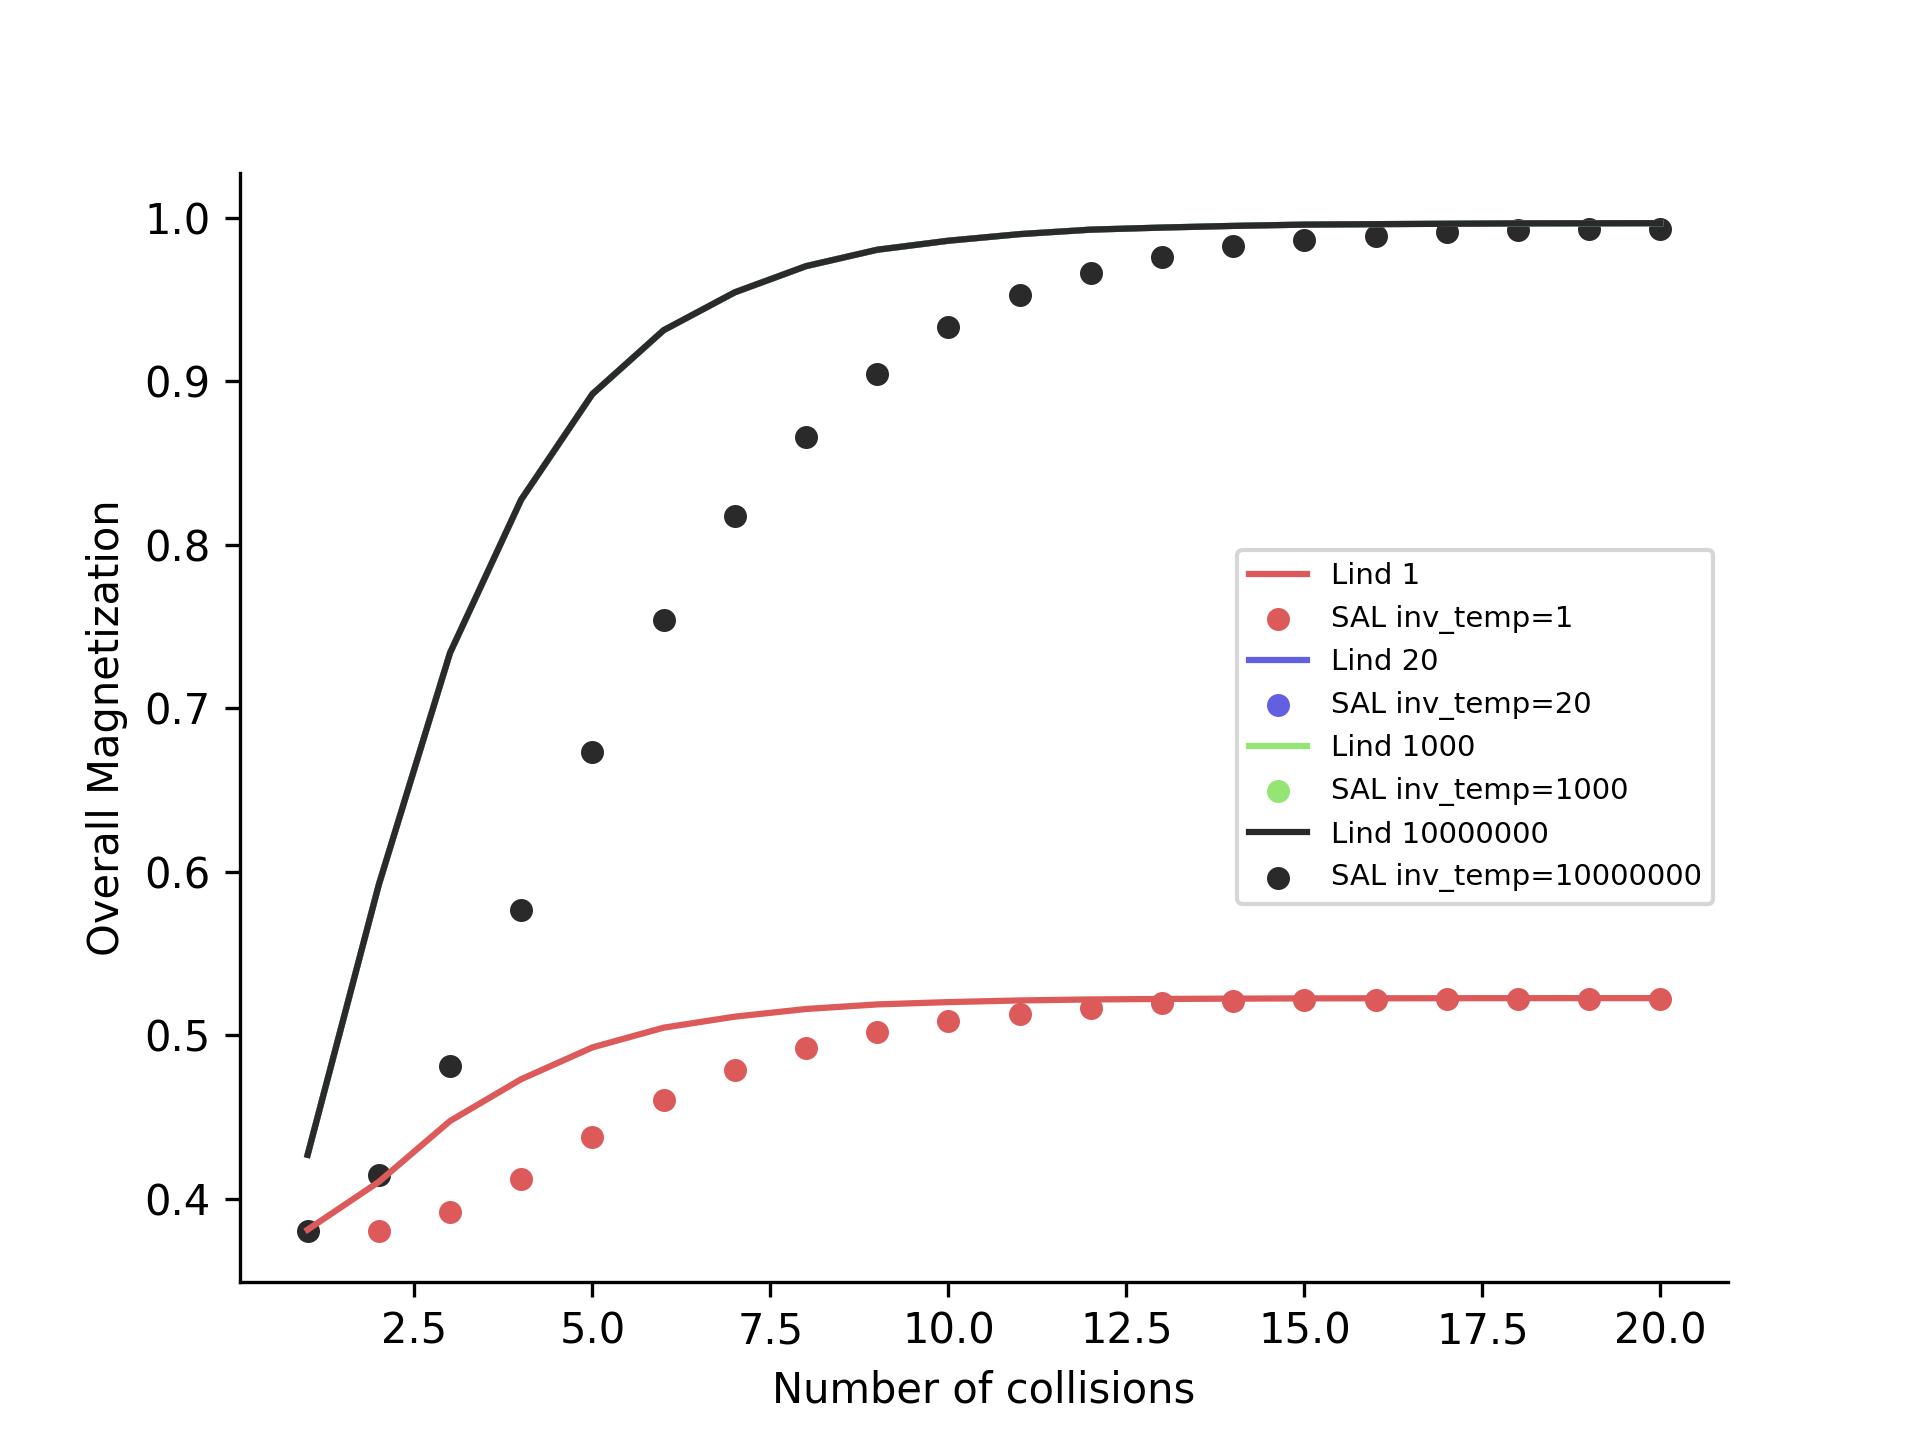 1.0
0.9
0.8
0.7
0.6
0.5
0.4
Overall Magnetization
Lind 1
SAL inv_temp=1
Lind 20
SAL inv_temp=20
Lind 1000
SAL inv_temp=1000
Lind 10000000
SAL inv_temp=10000000
2.5 5.0 7.5 10.0 12.5 15.0 17.5 20.0
Number of collisions